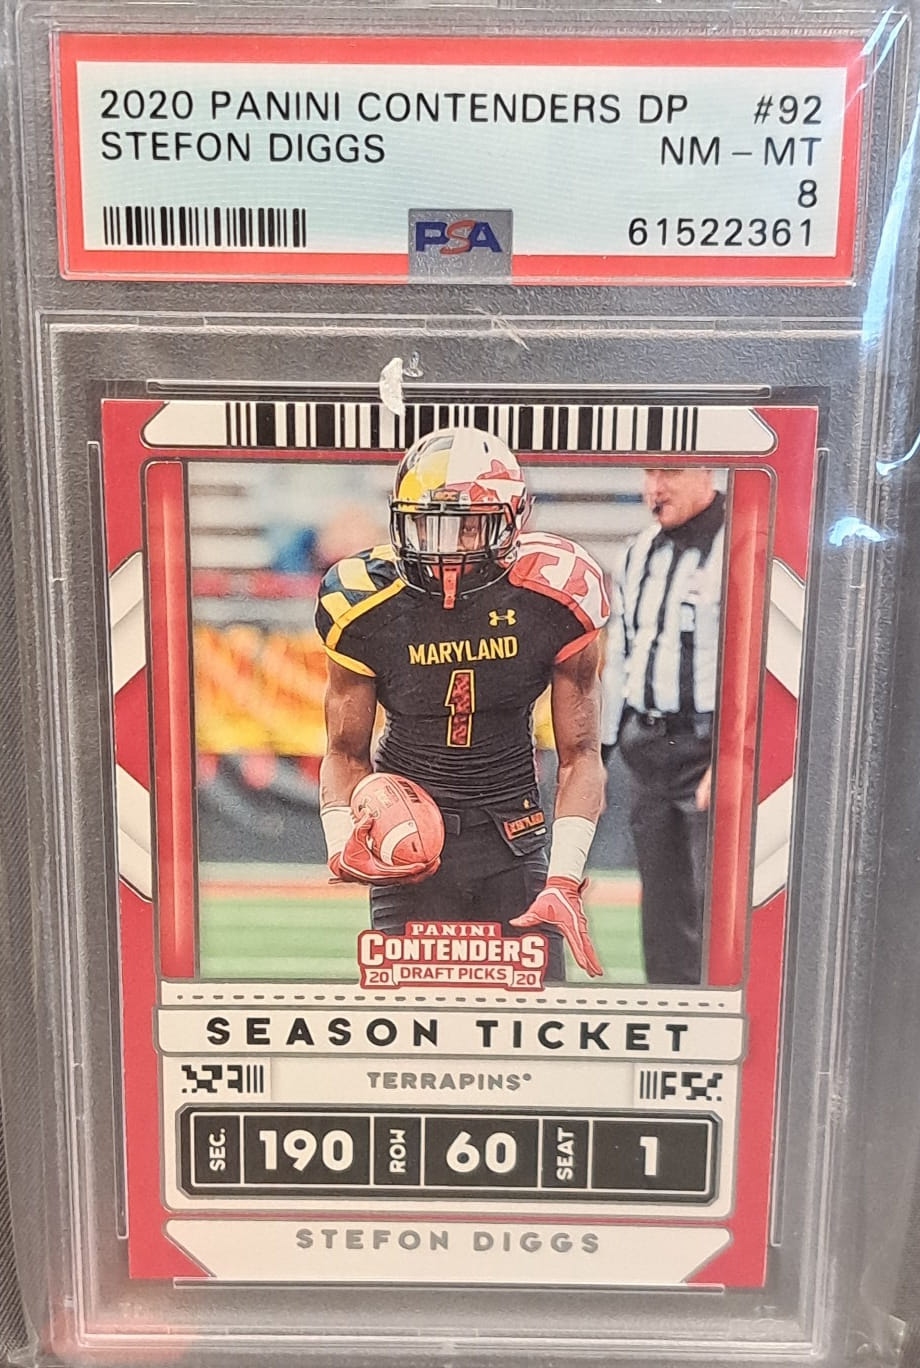 2020 PANINI CONTENDERS DP #92
STEFON DIGGS NM - MT
8
PSA 61522361
MARYLAND
1
PANINI
CONTENDERS
20 DRAFT PICKS 20
SEASON TICKET
TERRAPINS®
SEC. 190 ROW 60 SEAT 1
STEFON DIGGS